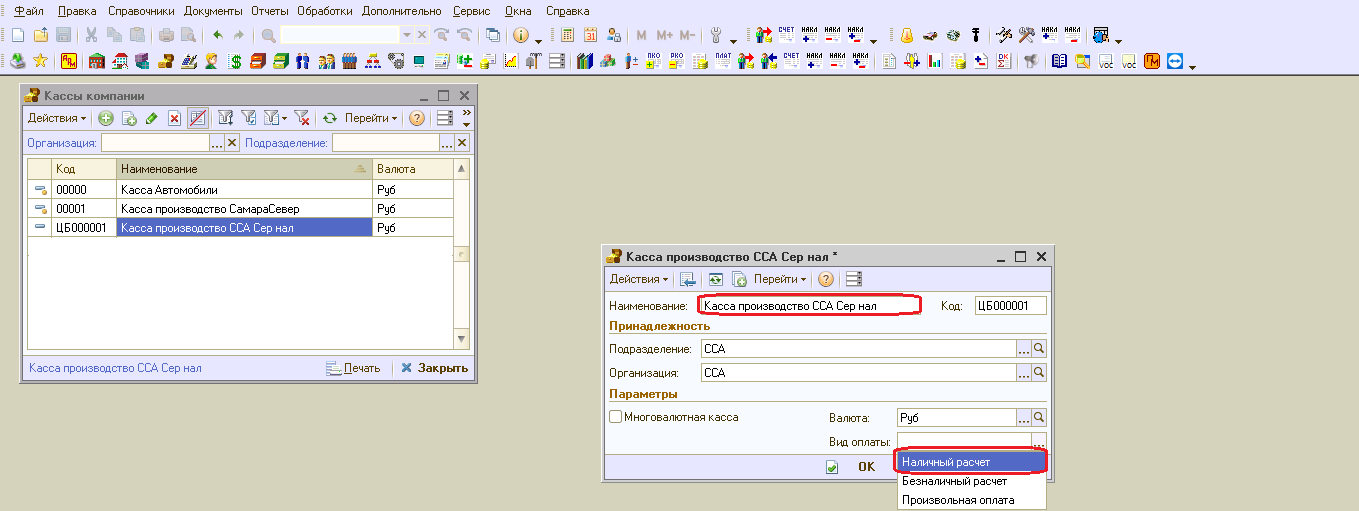 Файл Правка Справочники Документы Отчеты Обработки Дополнительно Сервис Окна Справка
M M+ M- СЧЕТ НАКЛ НАКЛ НАКЛ НАКЛ НАКЛ
ПКО РКО ПЛАТ СЧЕТ НАКЛ НАКЛ НАКЛ НАКЛ ОК VOC VOC
Кассы компании
Действия Перейти
Организация: ... Подразделение: ...
Код Наименование Валюта
00000 Касса Автомобили Руб
00001 Касса производство СамараСевер Руб
ЦБ000001 Касса производство ССА Сер нал Руб
Касса производство ССА Сер нал Печать Закрыть
Касса производство ССА Сер нал *
Действия Перейти
Наименование: Касса производство ССА Сер нал Код: ЦБ000001
Принадлежность
Подразделение: ССА ...
Организация: ССА ...
Параметры
Многовалютная касса Валюта: Руб ...
Вид оплаты: ...
OK
Наличный расчет
Безналичный расчет
Произвольная оплата